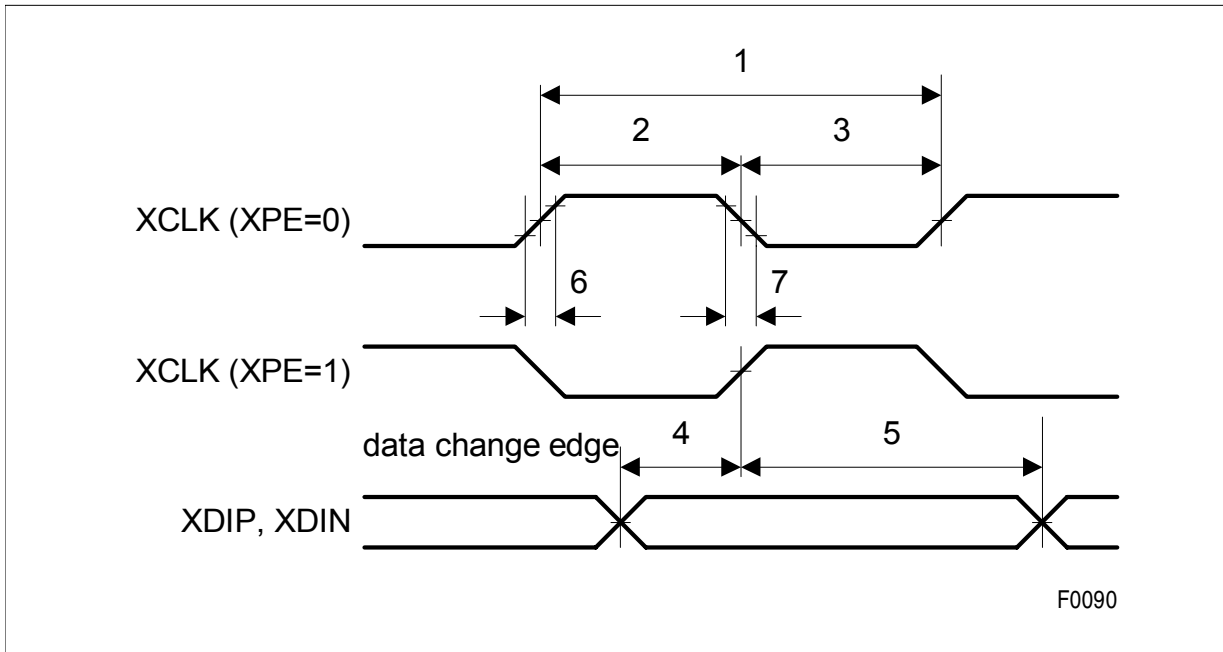 1
2 3
XCLK (XPE=0)
6 7
XCLK (XPE=1)
data change edge 4 5
XDIP, XDIN
F0090